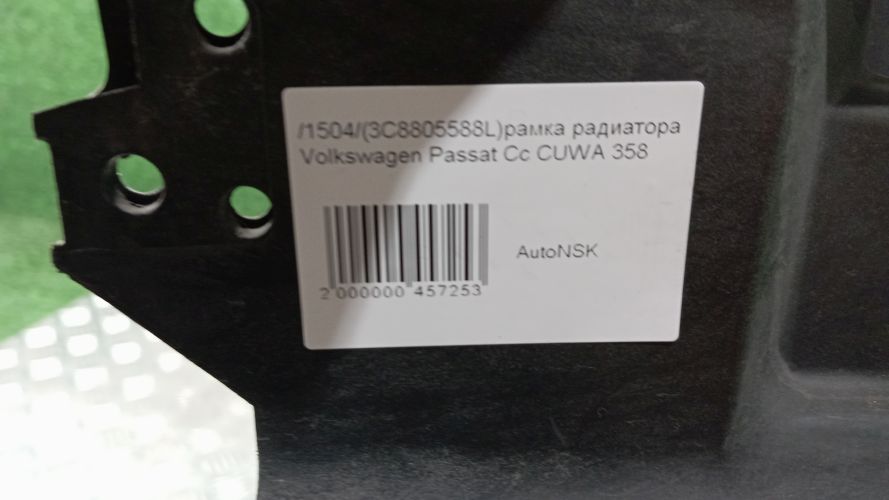 /1504/(3C8805588L)рамка радиатора
Volkswagen Passat Cc CUWA 358
AutoNSK
2 000000 457253